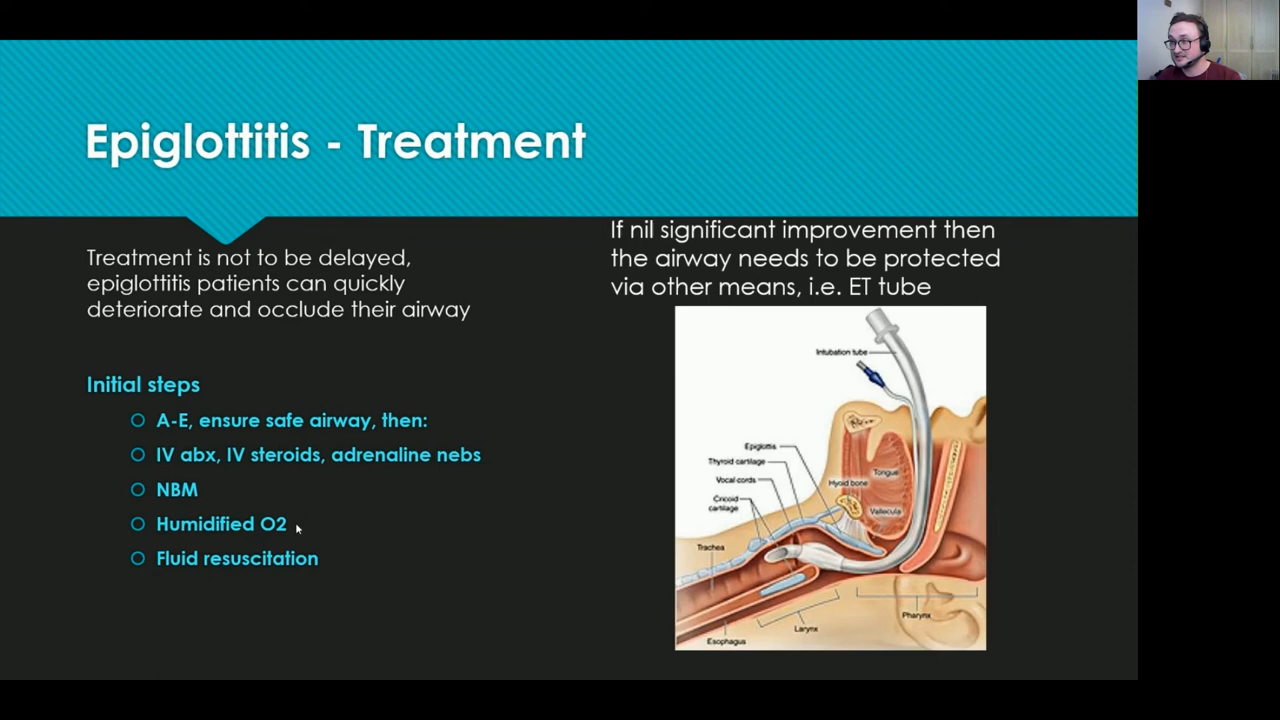 Epiglottitis - Treatment
Treatment is not to be delayed,
epiglottitis patients can quickly
deteriorate and occlude their airway
Initial steps
A-E, ensure safe airway, then:
IV abx, IV steroids, adrenaline nebs
NBM
Humidified O2
Fluid resuscitation
If nil significant improvement then
the airway needs to be protected
via other means, i.e. ET tube
Intubation tube
Epiglottis
Thyroid cartilage
Vocal cords
Cricoid
cartilage
Trachea
Esophagus
Larynx
Pharynx
Hyoid bone
Tongue
Vallecula